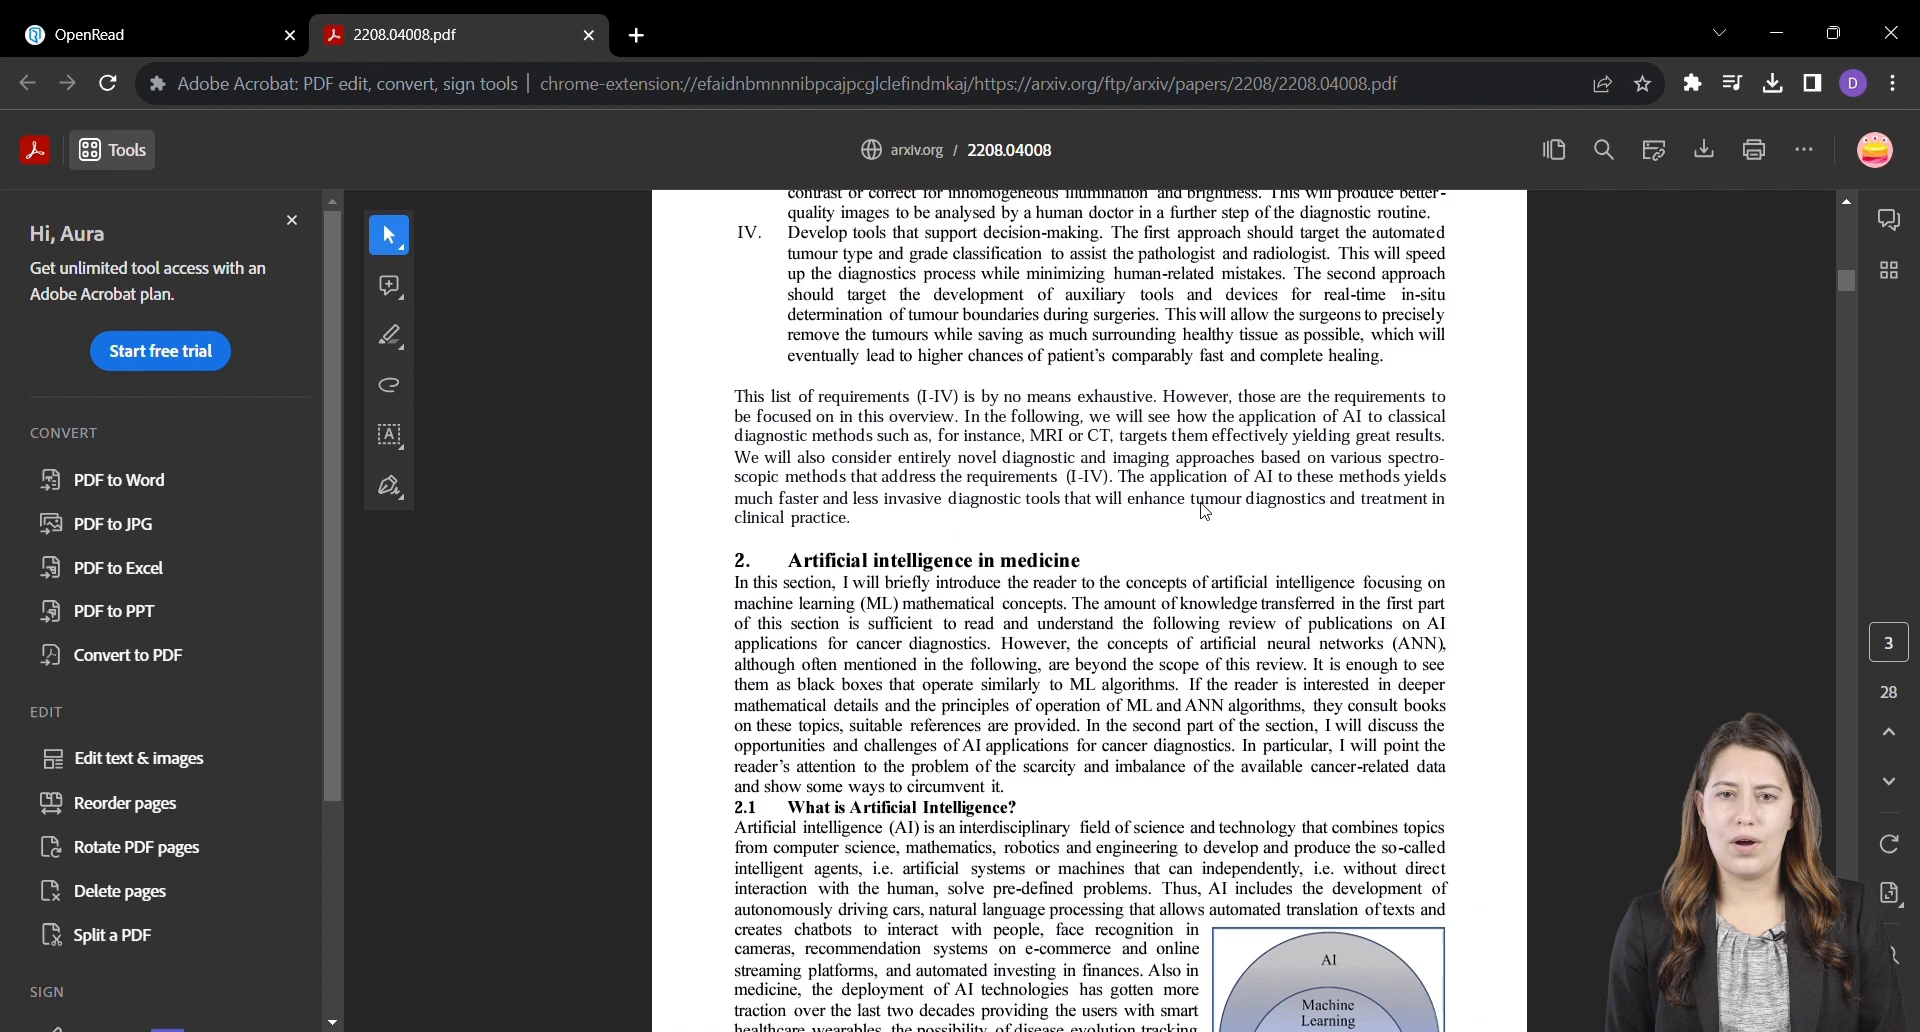 OpenRead
2208.04008.pdf
Adobe Acrobat: PDF edit, convert, sign tools
chrome-extension://efaidnbmnnnibpcajpcglclefindmkaj/https://arxiv.org/ftp/arxiv/papers/2208/2208.04008.pdf
D
Tools
arxiv.org / 2208.04008
Hi, Aura
Get unlimited tool access with an
Adobe Acrobat plan.
Start free trial
CONVERT
PDF to Word
PDF to JPG
PDF to Excel
PDF to PPT
Convert to PDF
EDIT
Edit text & images
Reorder pages
Rotate PDF pages
Delete pages
Split a PDF
SIGN
contrast or correct for inhomogeneous illumination and brightness. This will produce better-
quality images to be analysed by a human doctor in a further step of the diagnostic routine.
IV. Develop tools that support decision-making. The first approach should target the automated
tumour type and grade classification to assist the pathologist and radiologist. This will speed
up the diagnostics process while minimizing human-related mistakes. The second approach
should target the development of auxiliary tools and devices for real-time in-situ
determination of tumour boundaries during surgeries. This will allow the surgeons to precisely
remove the tumours while saving as much surrounding healthy tissue as possible, which will
eventually lead to higher chances of patient's comparably fast and complete healing.
This list of requirements (I-IV) is by no means exhaustive. However, those are the requirements to
be focused on in this overview. In the following, we will see how the application of AI to classical
diagnostic methods such as, for instance, MRI or CT, targets them effectively yielding great results.
We will also consider entirely novel diagnostic and imaging approaches based on various spectro-
scopic methods that address the requirements (I-IV). The application of AI to these methods yields
much faster and less invasive diagnostic tools that will enhance tumour diagnostics and treatment in
clinical practice.
2. Artificial intelligence in medicine
In this section, I will briefly introduce the reader to the concepts of artificial intelligence focusing on
machine learning (ML) mathematical concepts. The amount of knowledge transferred in the first part
of this section is sufficient to read and understand the following review of publications on AI
applications for cancer diagnostics. However, the concepts of artificial neural networks (ANN),
although often mentioned in the following, are beyond the scope of this review. It is enough to see
them as black boxes that operate similarly to ML algorithms. If the reader is interested in deeper
mathematical details and the principles of operation of ML and ANN algorithms, they consult books
on these topics, suitable references are provided. In the second part of the section, I will discuss the
opportunities and challenges of AI applications for cancer diagnostics. In particular, I will point the
reader's attention to the problem of the scarcity and imbalance of the available cancer-related data
and show some ways to circumvent it.
2.1 What is Artificial Intelligence?
Artificial intelligence (AI) is an interdisciplinary field of science and technology that combines topics
from computer science, mathematics, robotics and engineering to develop and produce the so-called
intelligent agents, i.e. artificial systems or machines that can independently, i.e. without direct
interaction with the human, solve pre-defined problems. Thus, AI includes the development of
autonomously driving cars, natural language processing that allows automated translation of texts and
creates chatbots to interact with people, face recognition in
cameras, recommendation systems on e-commerce and online
streaming platforms, and automated investing in finances. Also in
medicine, the deployment of AI technologies has gotten more
traction over the last two decades providing the users with smart
healthcare wearables, the possibility of disease evolution tracking
AI
Machine
Learning
3
28